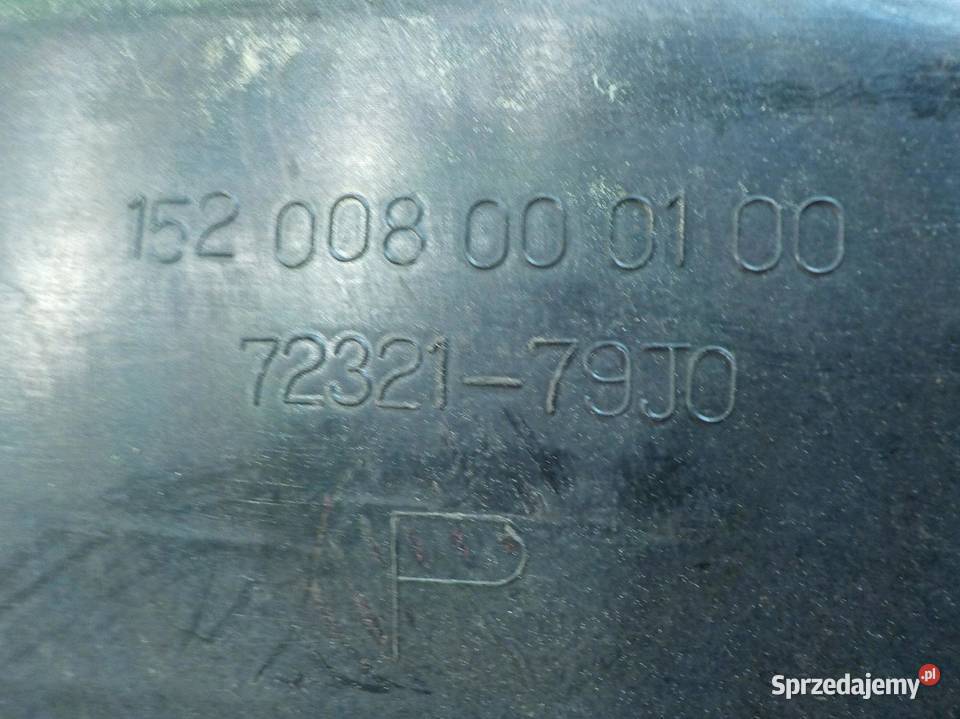 152 008 00 01 00
72321-79J0
P
Sprzedajemy.pl